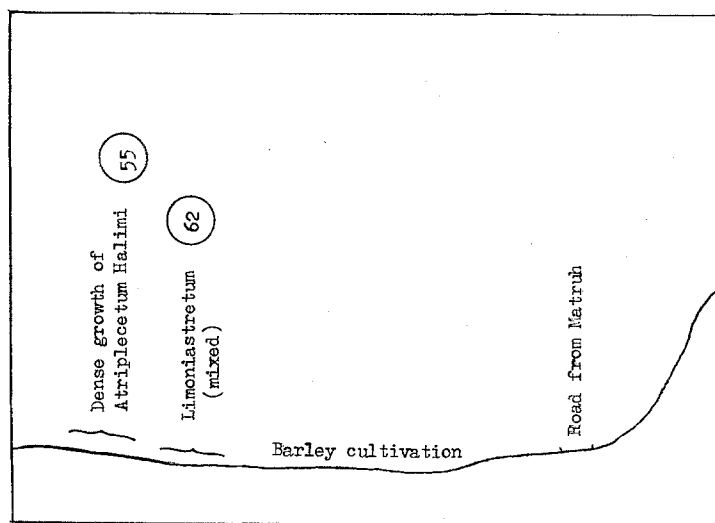 Dense growth of
Atriplecetum Halimi
55
Limoniastretum
(mixed)
62
Barley cultivation
Road from Matruh